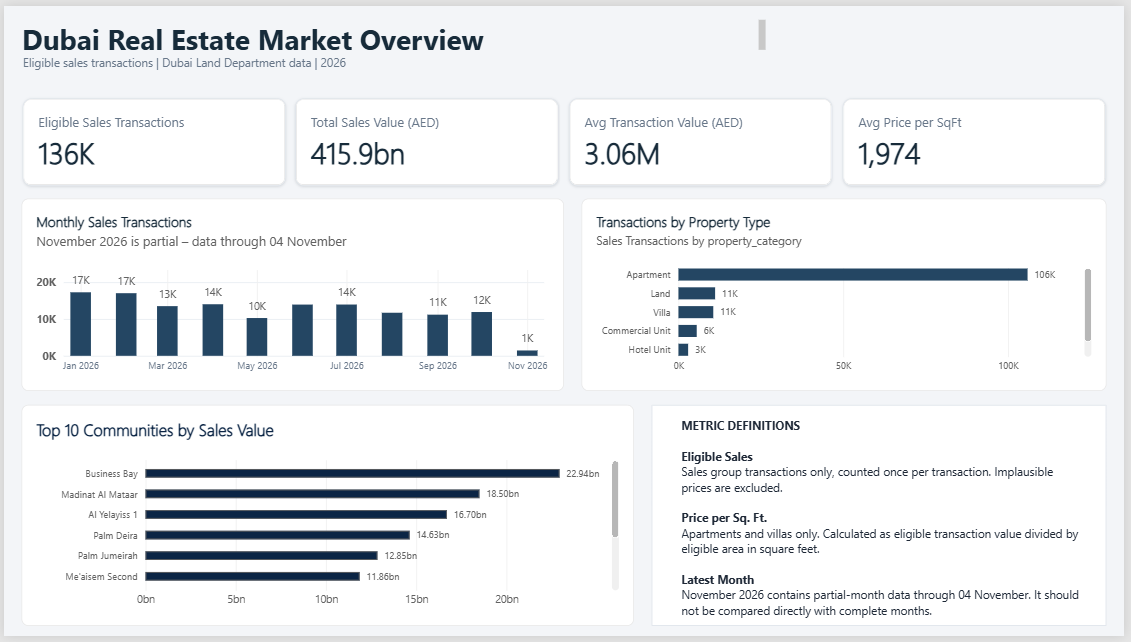 Dubai Real Estate Market Overview
Eligible sales transactions | Dubai Land Department data | 2026
Eligible Sales Transactions
136K
Total Sales Value (AED)
415.9bn
Avg Transaction Value (AED)
3.06M
Avg Price per SqFt
1,974
Monthly Sales Transactions
November 2026 is partial – data through 04 November
20K
10K
0K
17K
17K
13K
14K
10K
14K
11K
12K
1K
Jan 2026
Mar 2026
May 2026
Jul 2026
Sep 2026
Nov 2026
Transactions by Property Type
Sales Transactions by property_category
Apartment 106K
Land 11K
Villa 11K
Commercial Unit 6K
Hotel Unit 3K
0K 50K 100K
Top 10 Communities by Sales Value
Business Bay 22.94bn
Madinat Al Mataar 18.50bn
Al Yelayiss 1 16.70bn
Palm Deira 14.63bn
Palm Jumeirah 12.85bn
Me'aisem Second 11.86bn
0bn 5bn 10bn 15bn 20bn
METRIC DEFINITIONS
Eligible Sales
Sales group transactions only, counted once per transaction. Implausible
prices are excluded.
Price per Sq. Ft.
Apartments and villas only. Calculated as eligible transaction value divided by
eligible area in square feet.
Latest Month
November 2026 contains partial-month data through 04 November. It should
not be compared directly with complete months.